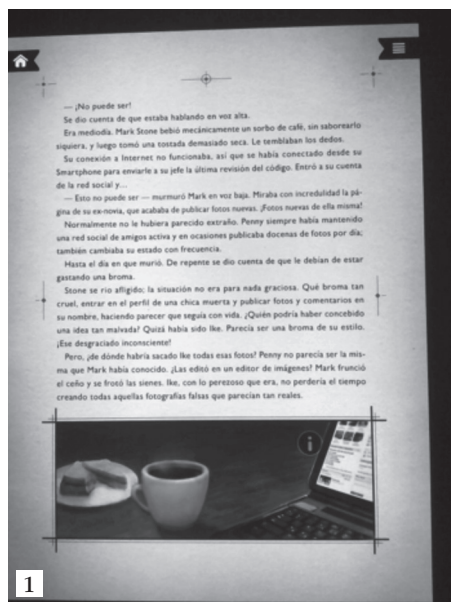 — ¡No puede ser!
Se dio cuenta de que estaba hablando en voz alta.
Era mediodía. Mark Stone bebió mecánicamente un sorbo de café, sin saborearlo
siquiera, y luego tomó una tostada demasiado seca. Le temblaban los dedos.
Su conexión a Internet no funcionaba, así que se había conectado desde su
Smartphone para enviarle a su jefe la última revisión del código. Entró a su cuenta
de la red social y...
— Esto no puede ser — murmuró Mark en voz baja. Miraba con incredulidad la pá-
gina de su ex-novia, que acababa de publicar fotos nuevas. ¡Fotos nuevas de ella misma!
Normalmente no le hubiera parecido extraño. Penny siempre había mantenido
una red social de amigos activa y en ocasiones publicaba docenas de fotos por día;
también cambiaba su estado con frecuencia.
Hasta el día en que murió. De repente se dio cuenta de que le debían de estar
gastando una broma.
Stone se rio afligido; la situación no era para nada graciosa. Qué broma tan
cruel, entrar en el perfil de una chica muerta y publicar fotos y comentarios en
su nombre, haciendo parecer que seguía con vida. ¿Quién podría haber concebido
una idea tan malvada? Quizá había sido Ike. Parecía ser una broma de su estilo.
¡Ese desgraciado inconsciente!
Pero, ¿de dónde habría sacado Ike todas esas fotos? Penny no parecía ser la mis-
ma que Mark había conocido. ¿Las editó en un editor de imágenes? Mark frunció
el ceño y se frotó las sienes. Ike, con lo perezoso que era, no perdería el tiempo
creando todas aquellas fotografías falsas que parecían tan reales.
i
1